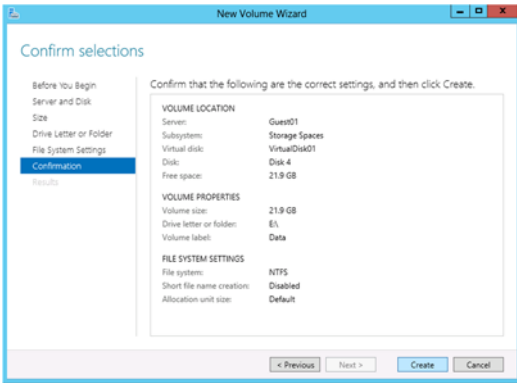 New Volume Wizard
Confirm selections
Before You Begin
Server and Disk
Size
Drive Letter or Folder
File System Settings
Confirmation
Results
Confirm that the following are the correct settings, and then click Create.
VOLUME LOCATION
Server: Guest01
Subsystem: Storage Spaces
Virtual disk: VirtualDisk01
Disk: Disk 4
Free space: 21.9 GB
VOLUME PROPERTIES
Volume size: 21.9 GB
Drive letter or folder: E:\
Volume label: Data
FILE SYSTEM SETTINGS
File system: NTFS
Short file name creation: Disabled
Allocation unit size: Default
< Previous Next > Create Cancel